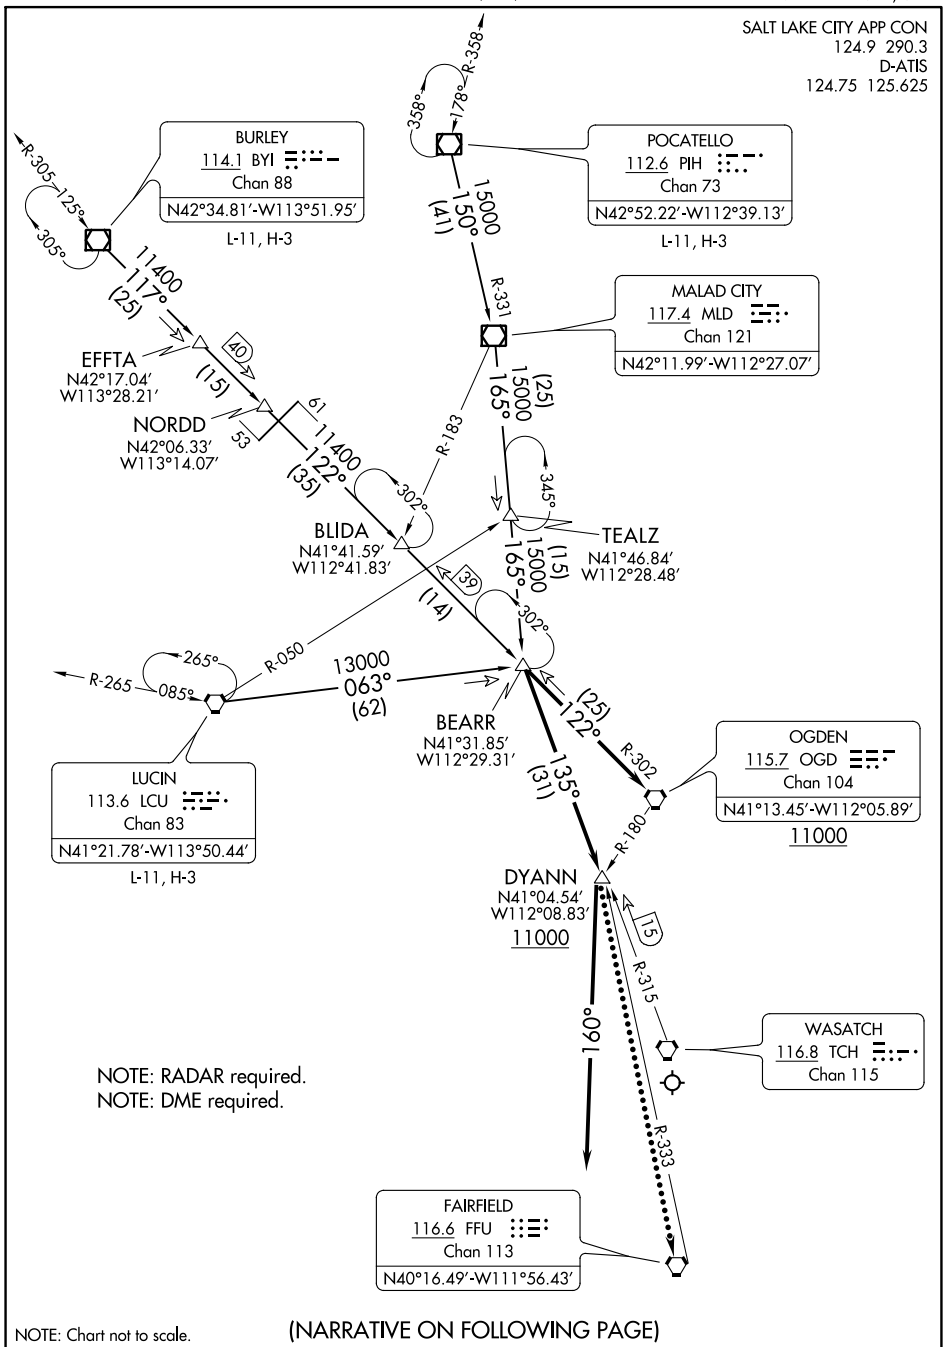 SALT LAKE CITY APP CON
124.9 290.3
D-ATIS
124.75 125.625
R-358
178°
358°
BURLEY
114.1 BYI
Chan 88
N42°34.81′-W113°51.95′
L-11, H-3
POCATELLO
112.6 PIH
Chan 73
N42°52.22′-W112°39.13′
L-11, H-3
R-305
125°
305°
15000
150°
(41)
R-331
MALAD CITY
117.4 MLD
Chan 121
N42°11.99′-W112°27.07′
11400
117°
(25)
EFFTA
N42°17.04′
W113°28.21′
40
(15)
NORDD
N42°06.33′
W113°14.07′
61
53
11400
122°
(35)
R-183
(25)
15000
165°
302°
345°
BLIDA
N41°41.59′
W112°41.83′
TEALZ
N41°46.84′
W112°28.48′
(15)
15000
165°
39
(14)
302°
R-050
265°
R-265
085°
13000
063°
(62)
BEARR
N41°31.85′
W112°29.31′
(25)
122°
R-302
OGDEN
115.7 OGD
Chan 104
N41°13.45′-W112°05.89′
11000
LUCIN
113.6 LCU
Chan 83
N41°21.78′-W113°50.44′
L-11, H-3
135°
(31)
R-180
DYANN
N41°04.54′
W112°08.83′
11000
15
R-315
160°
WASATCH
116.8 TCH
Chan 115
NOTE: RADAR required.
NOTE: DME required.
R-333
FAIRFIELD
116.6 FFU
Chan 113
N40°16.49′-W111°56.43′
NOTE: Chart not to scale.
(NARRATIVE ON FOLLOWING PAGE)